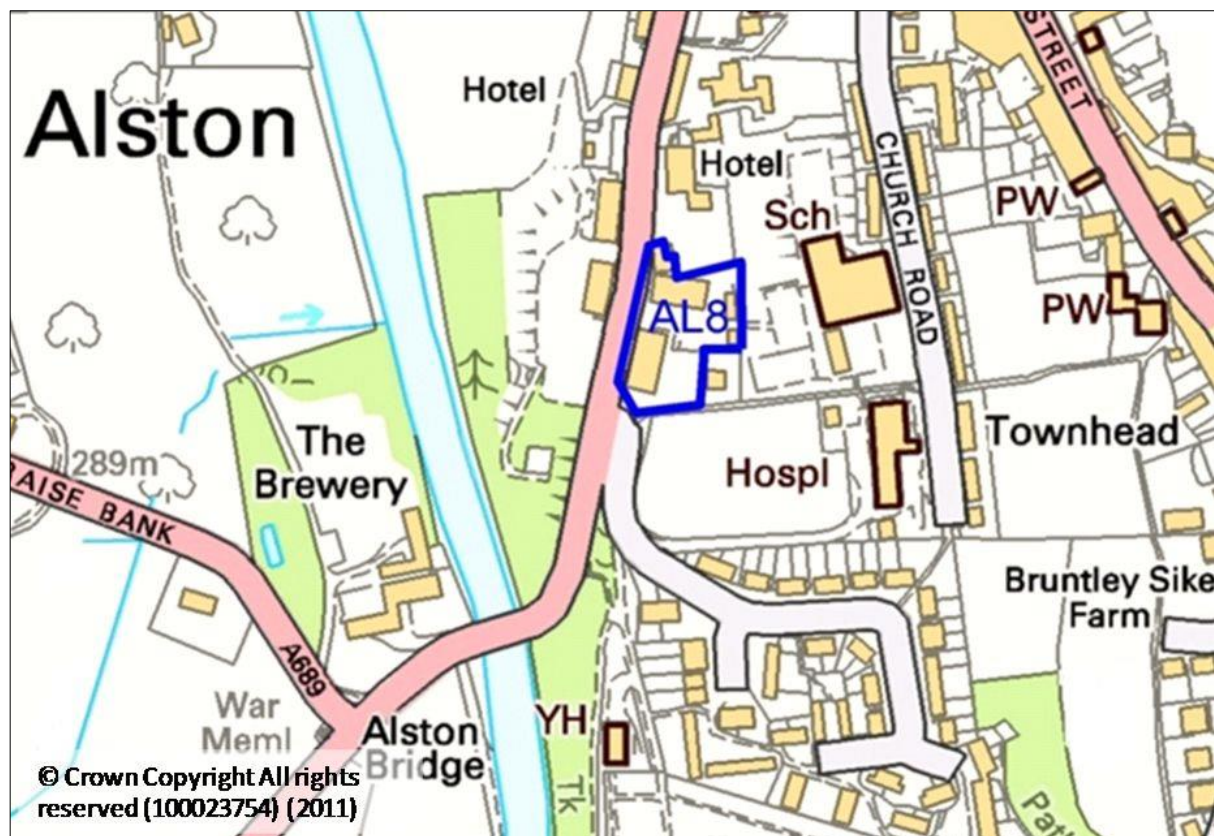 Alston
Hotel
Hotel
STREET
CHURCH ROAD
Sch
PW
PW
AL8
The
Brewery
289m
RAISE BANK
Hospl
Townhead
Bruntley Sike
Farm
A689
War
Meml
Alston
Bridge
YH
Tk
Pat
© Crown Copyright All rights
reserved (100023754) (2011)